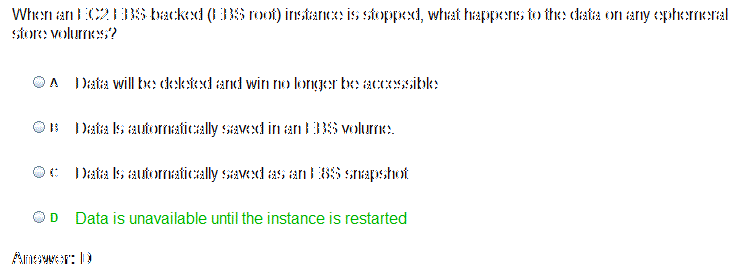 When an EC2 EBS-backed (EBS root) instance is stopped, what happens to the data on any ephemeral
store volumes?
A Data will be deleted and win no longer be accessible
B Data Is automatically saved in an EBS volume.
C Data Is automatically saved as an E8S snapshot
D Data is unavailable until the instance is restarted
Answer: D